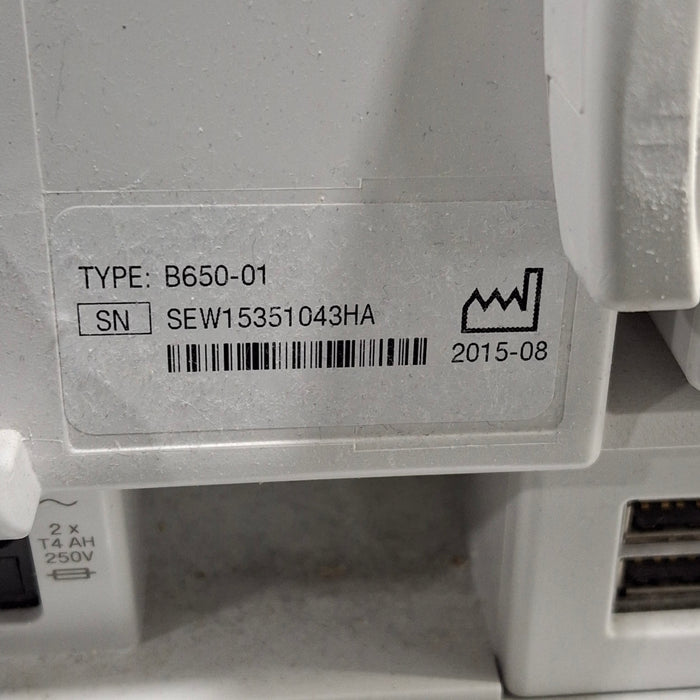 TYPE: B650-01
SN SEW15351043HA
2015-08
2 x
T4 AH
250V